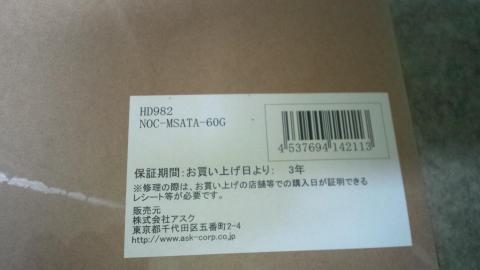 HD982
NOC-MSATA-60G
4 537694 142113
保証期間：お買い上げ日より： 3年
※修理の際は、お買い上げの店舗等での購入日が証明できる
レシート等が必要です。
販売元
株式会社アスク
東京都千代田区五番町2-4
http://www.ask-corp.co.jp